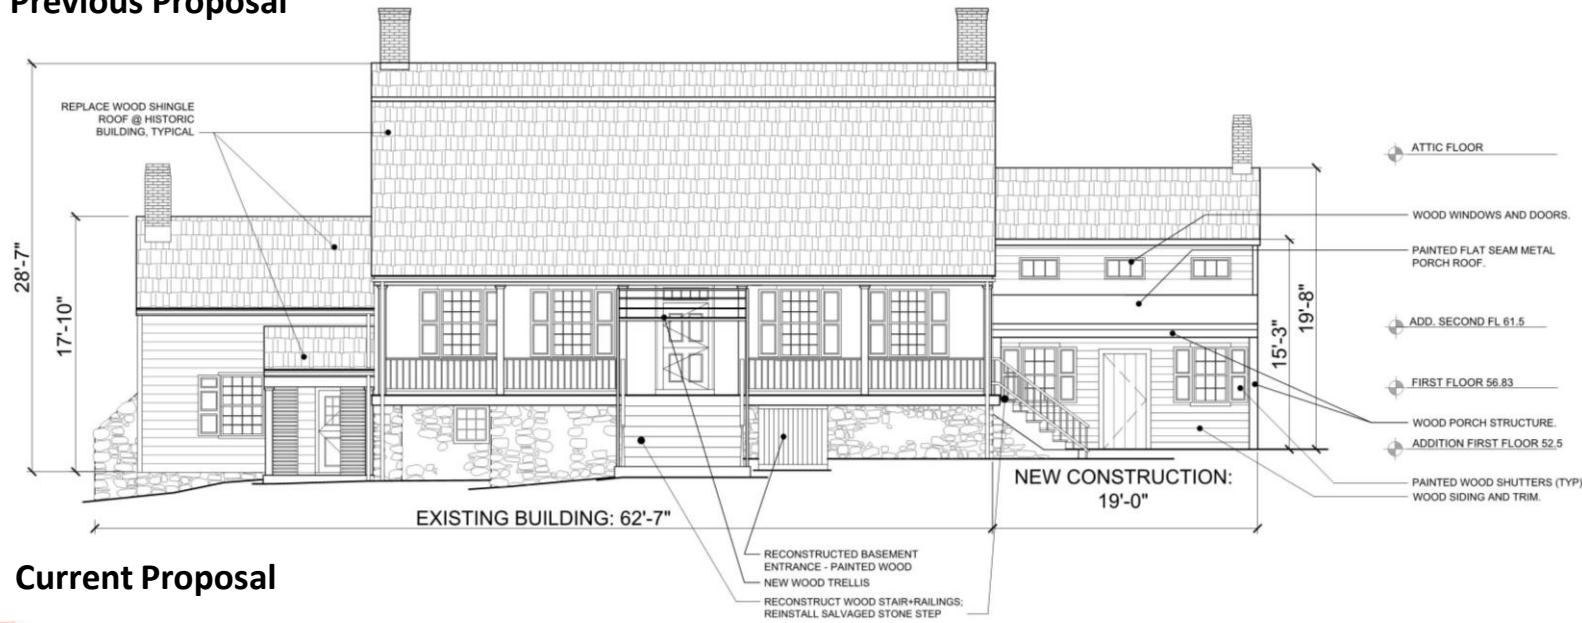 Previous Proposal
REPLACE WOOD SHINGLE
ROOF @ HISTORIC
BUILDING, TYPICAL
28'-7"
17'-10"
ATTIC FLOOR
WOOD WINDOWS AND DOORS.
PAINTED FLAT SEAM METAL
PORCH ROOF.
19'-8"
15'-3"
ADD. SECOND FL 61.5
FIRST FLOOR 56.83
WOOD PORCH STRUCTURE.
ADDITION FIRST FLOOR 52.5
PAINTED WOOD SHUTTERS (TYP)
WOOD SIDING AND TRIM.
NEW CONSTRUCTION:
19'-0"
EXISTING BUILDING: 62'-7"
RECONSTRUCTED BASEMENT
ENTRANCE - PAINTED WOOD
NEW WOOD TRELLIS
RECONSTRUCT WOOD STAIR+RAILINGS;
REINSTALL SALVAGED STONE STEP
Current Proposal